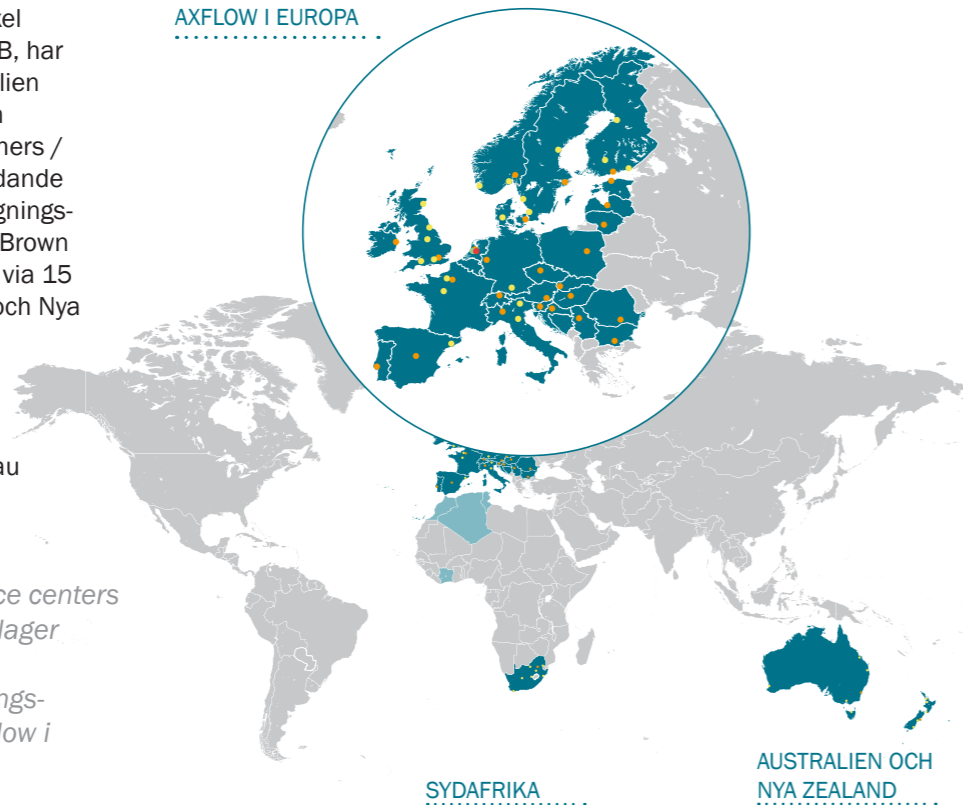 AXFLOW I EUROPA
kel
B, har
lien
ners /
dande
gnings-
Brown
via 15
och Nya
au
ce centers
lager
ngs-
low i
SYDAFRIKA
AUSTRALIEN OCH
NYA ZEALAND